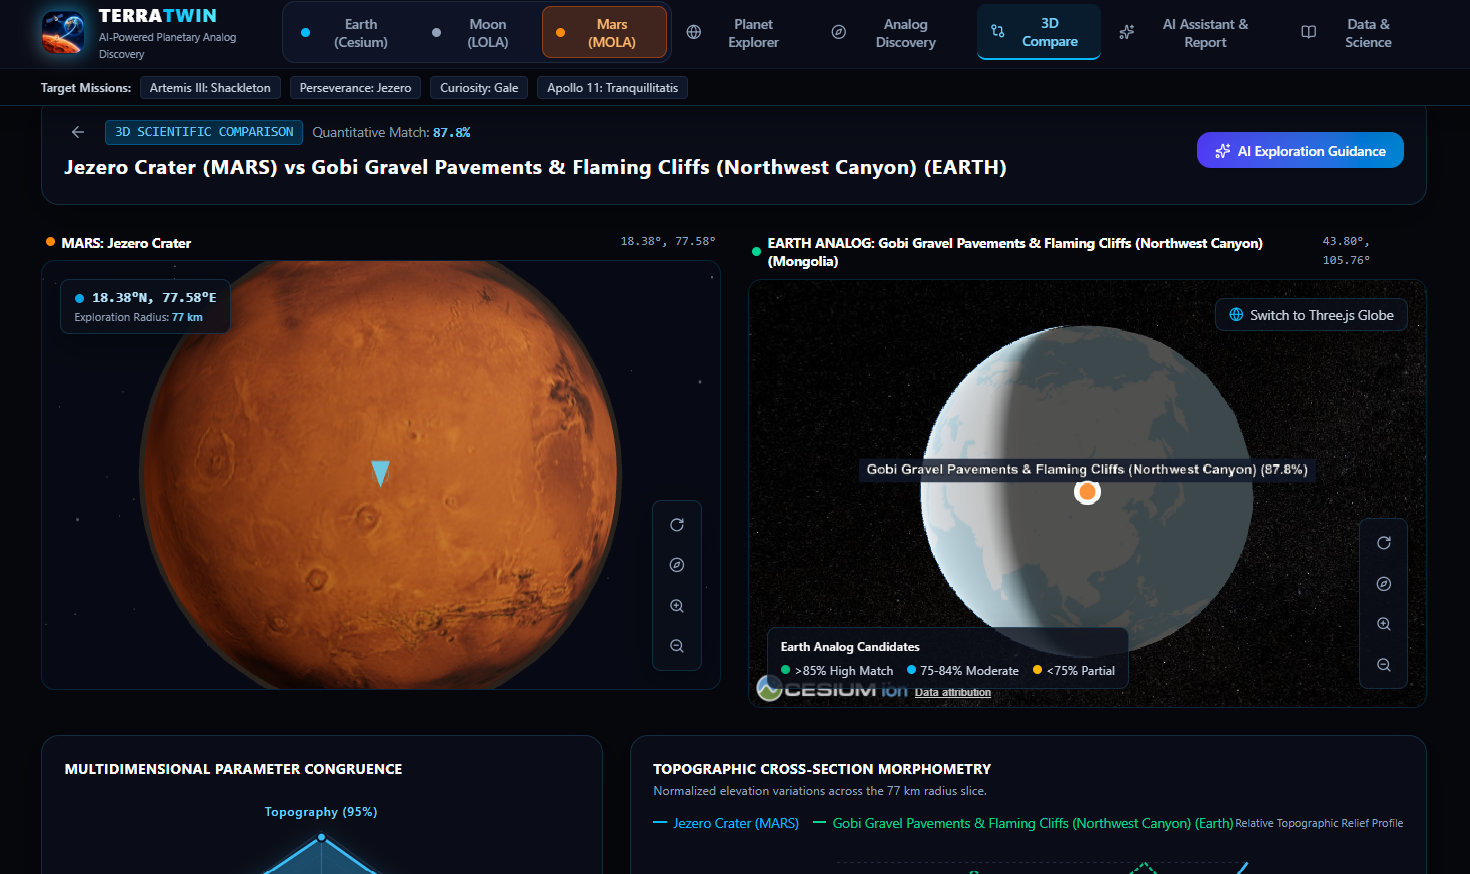 TERRATWIN
AI-Powered Planetary Analog
Discovery
Earth
(Cesium)
Moon
(LOLA)
Mars
(MOLA)
Planet
Explorer
Analog
Discovery
3D
Compare
AI Assistant &
Report
Data &
Science
Target Missions:
Artemis III: Shackleton
Perseverance: Jezero
Curiosity: Gale
Apollo 11: Tranquillitatis
3D SCIENTIFIC COMPARISON
Quantitative Match: 87.8%
Jezero Crater (MARS) vs Gobi Gravel Pavements & Flaming Cliffs (Northwest Canyon) (EARTH)
AI Exploration Guidance
MARS: Jezero Crater
18.38°, 77.58°
18.38°N, 77.58°E
Exploration Radius: 77 km
EARTH ANALOG: Gobi Gravel Pavements & Flaming Cliffs (Northwest Canyon)
(Mongolia)
43.80°,
105.76°
Switch to Three.js Globe
Gobi Gravel Pavements & Flaming Cliffs (Northwest Canyon) (87.8%)
Earth Analog Candidates
>85% High Match
75-84% Moderate
<75% Partial
CESIUM ion
Data attribution
MULTIDIMENSIONAL PARAMETER CONGRUENCE
Topography (95%)
TOPOGRAPHIC CROSS-SECTION MORPHOMETRY
Normalized elevation variations across the 77 km radius slice.
Jezero Crater (MARS)
Gobi Gravel Pavements & Flaming Cliffs (Northwest Canyon) (Earth)
Relative Topographic Relief Profile